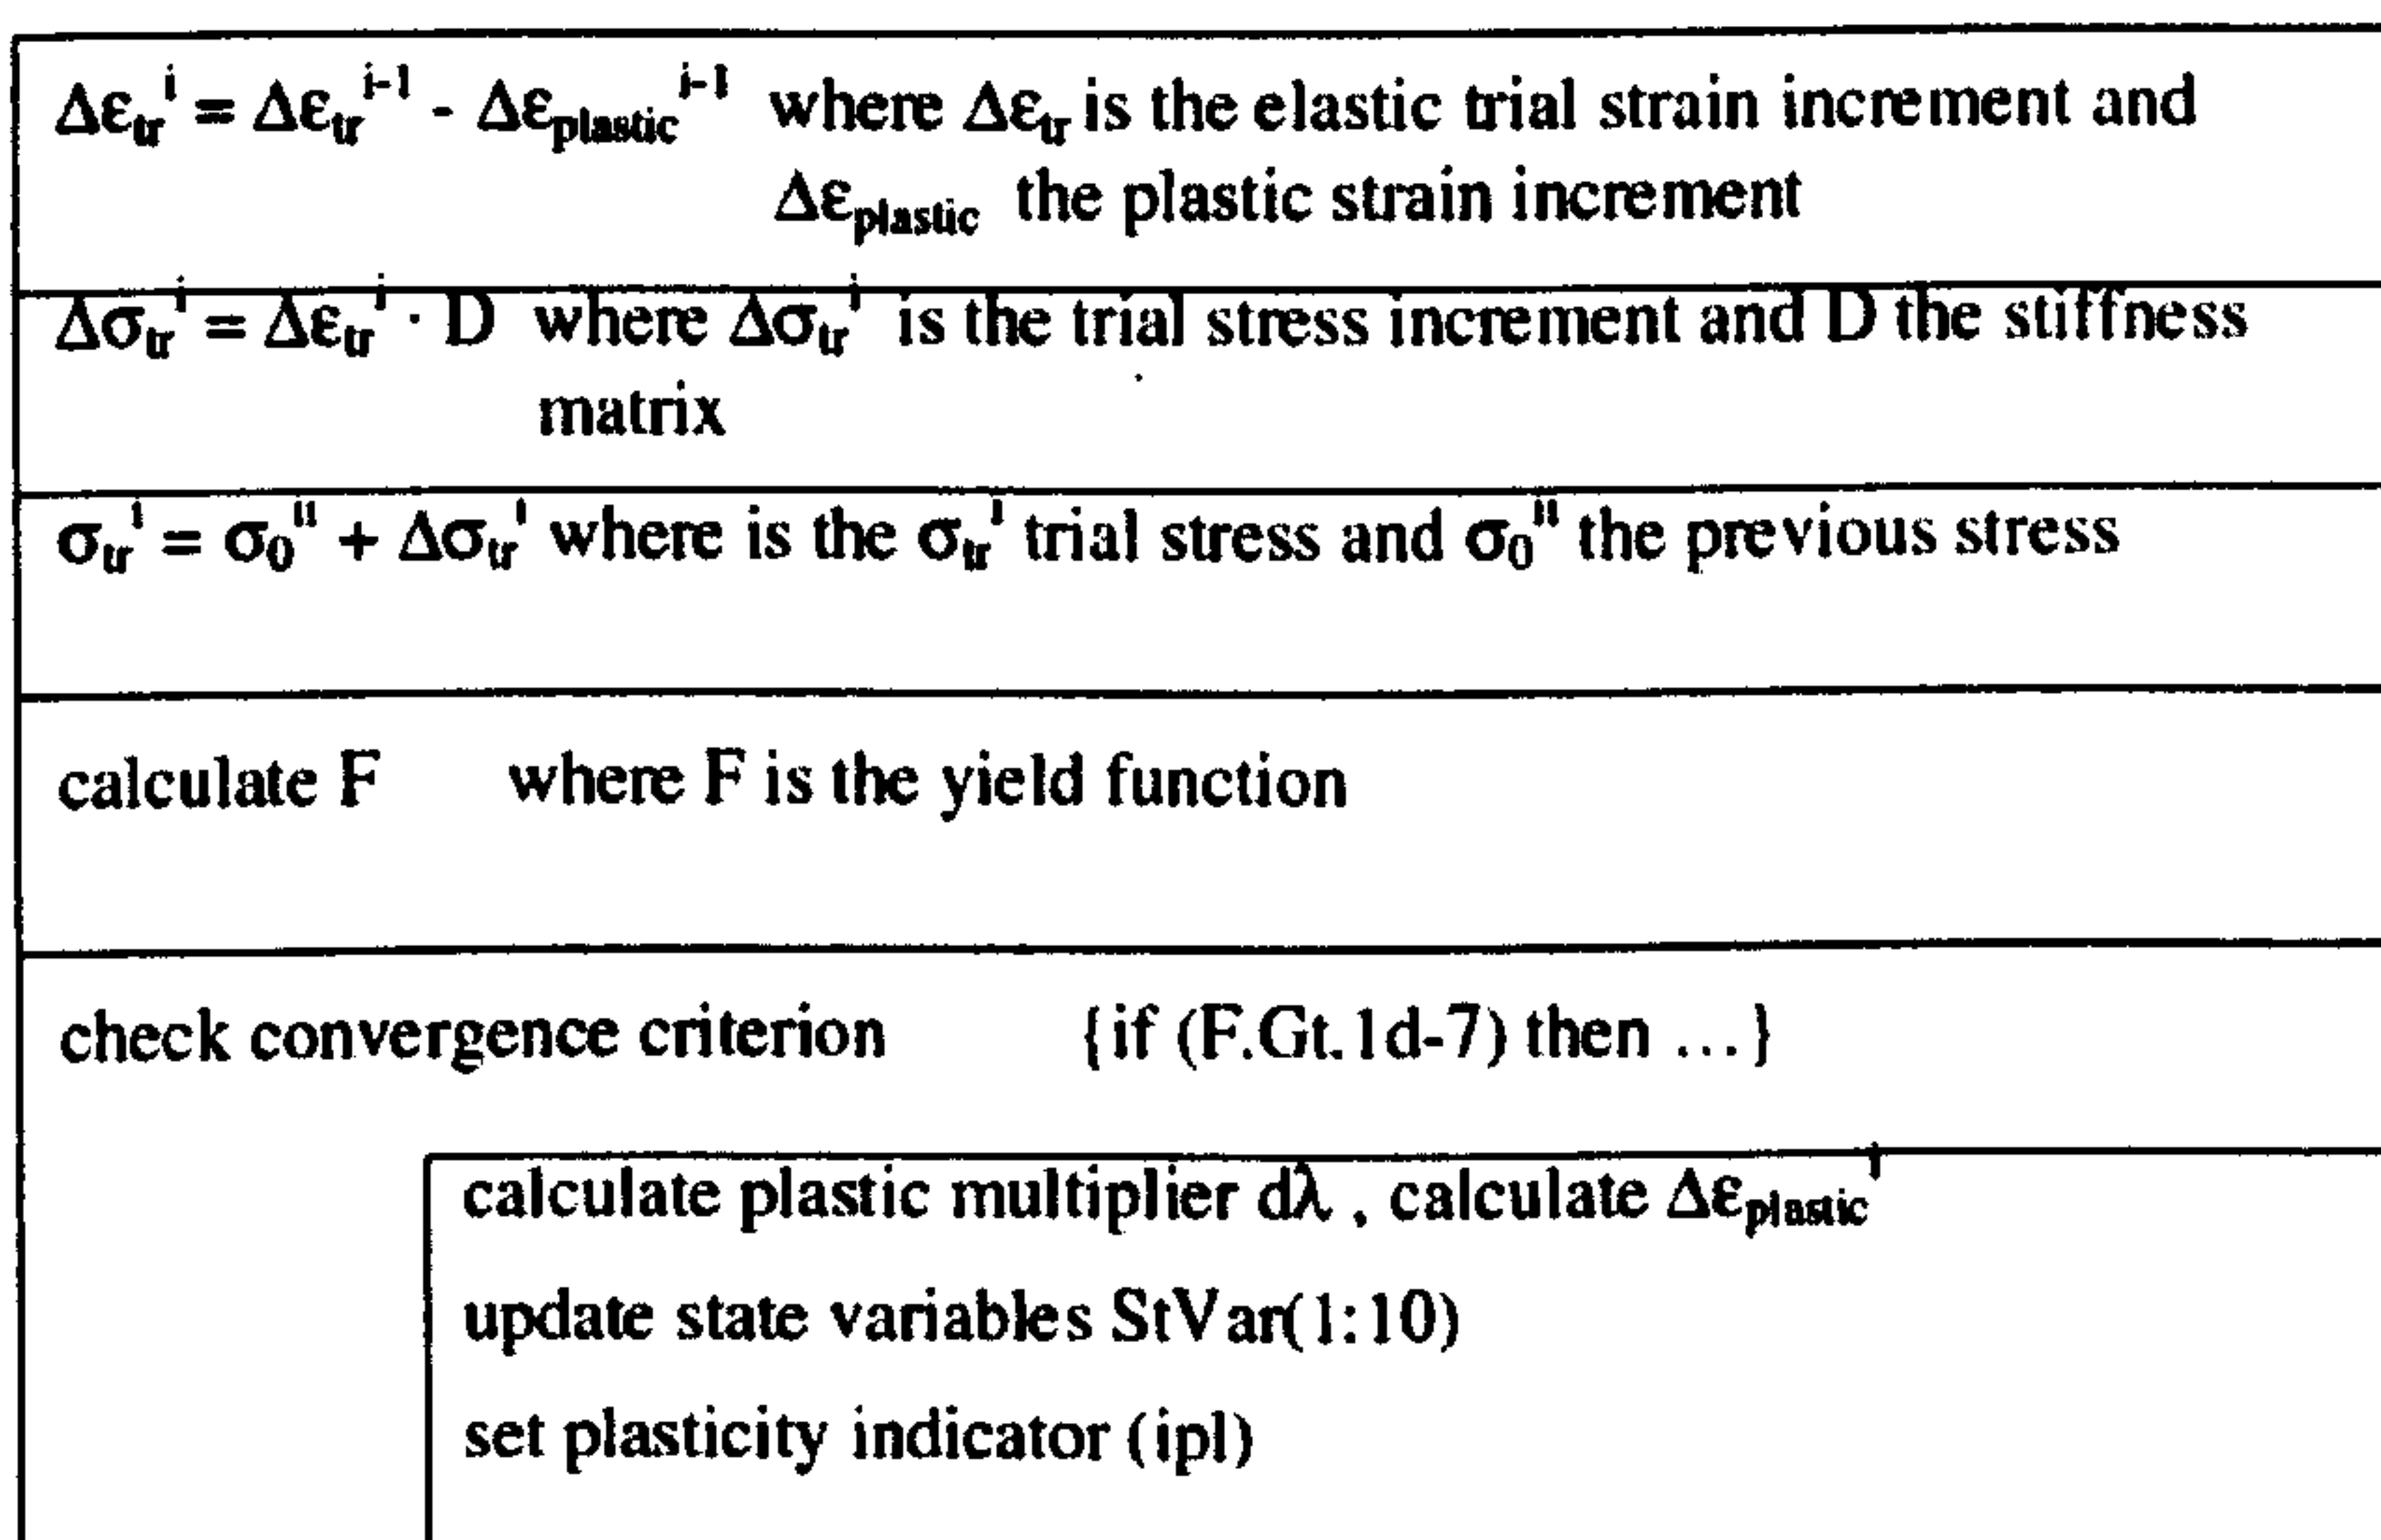 Δε_tr^i = Δε_tr^i-1 - Δε_plastic^i-1 where Δε_tr is the elastic trial strain increment and
Δε_plastic the plastic strain increment
Δσ_tr^i = Δε_tr^i · D where Δσ_tr^i is the trial stress increment and D the stiffness
matrix
σ_tr^i = σ_0^ii + Δσ_tr^i where is the σ_tr^i trial stress and σ_0^ii the previous stress
calculate F where F is the yield function
check convergence criterion {if (F.Gt.1d-7) then ...}
calculate plastic multiplier dλ, calculate Δε_plastic^i
update state variables StVar(1:10)
set plasticity indicator (ipl)